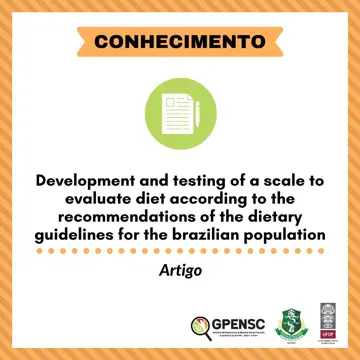 CONHECIMENTO
Development and testing of a scale to
evaluate diet according to the
recommendations of the dietary
guidelines for the brazilian population
Artigo
GPENSC
UFOP